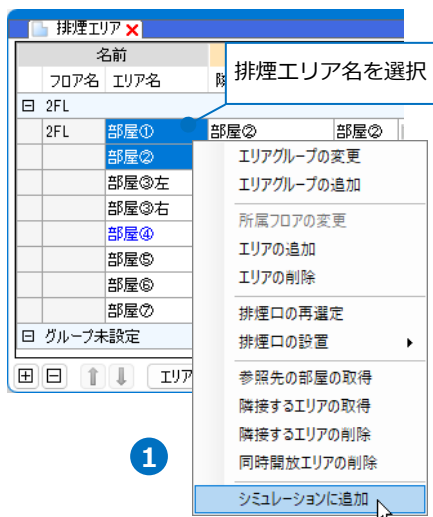 排煙エリア
名前
フロア名 エリア名
排煙エリア名を選択
2FL
2FL 部屋① 部屋② 部屋②
部屋②
部屋③左
部屋③右
部屋④
部屋⑤
部屋⑥
部屋⑦
グループ未設定
エリア
エリアグループの変更
エリアグループの追加
所属フロアの変更
エリアの追加
エリアの削除
排煙口の再選定
排煙口の設置
参照先の部屋の取得
隣接するエリアの取得
隣接するエリアの削除
同時開放エリアの削除
シミュレーションに追加
1